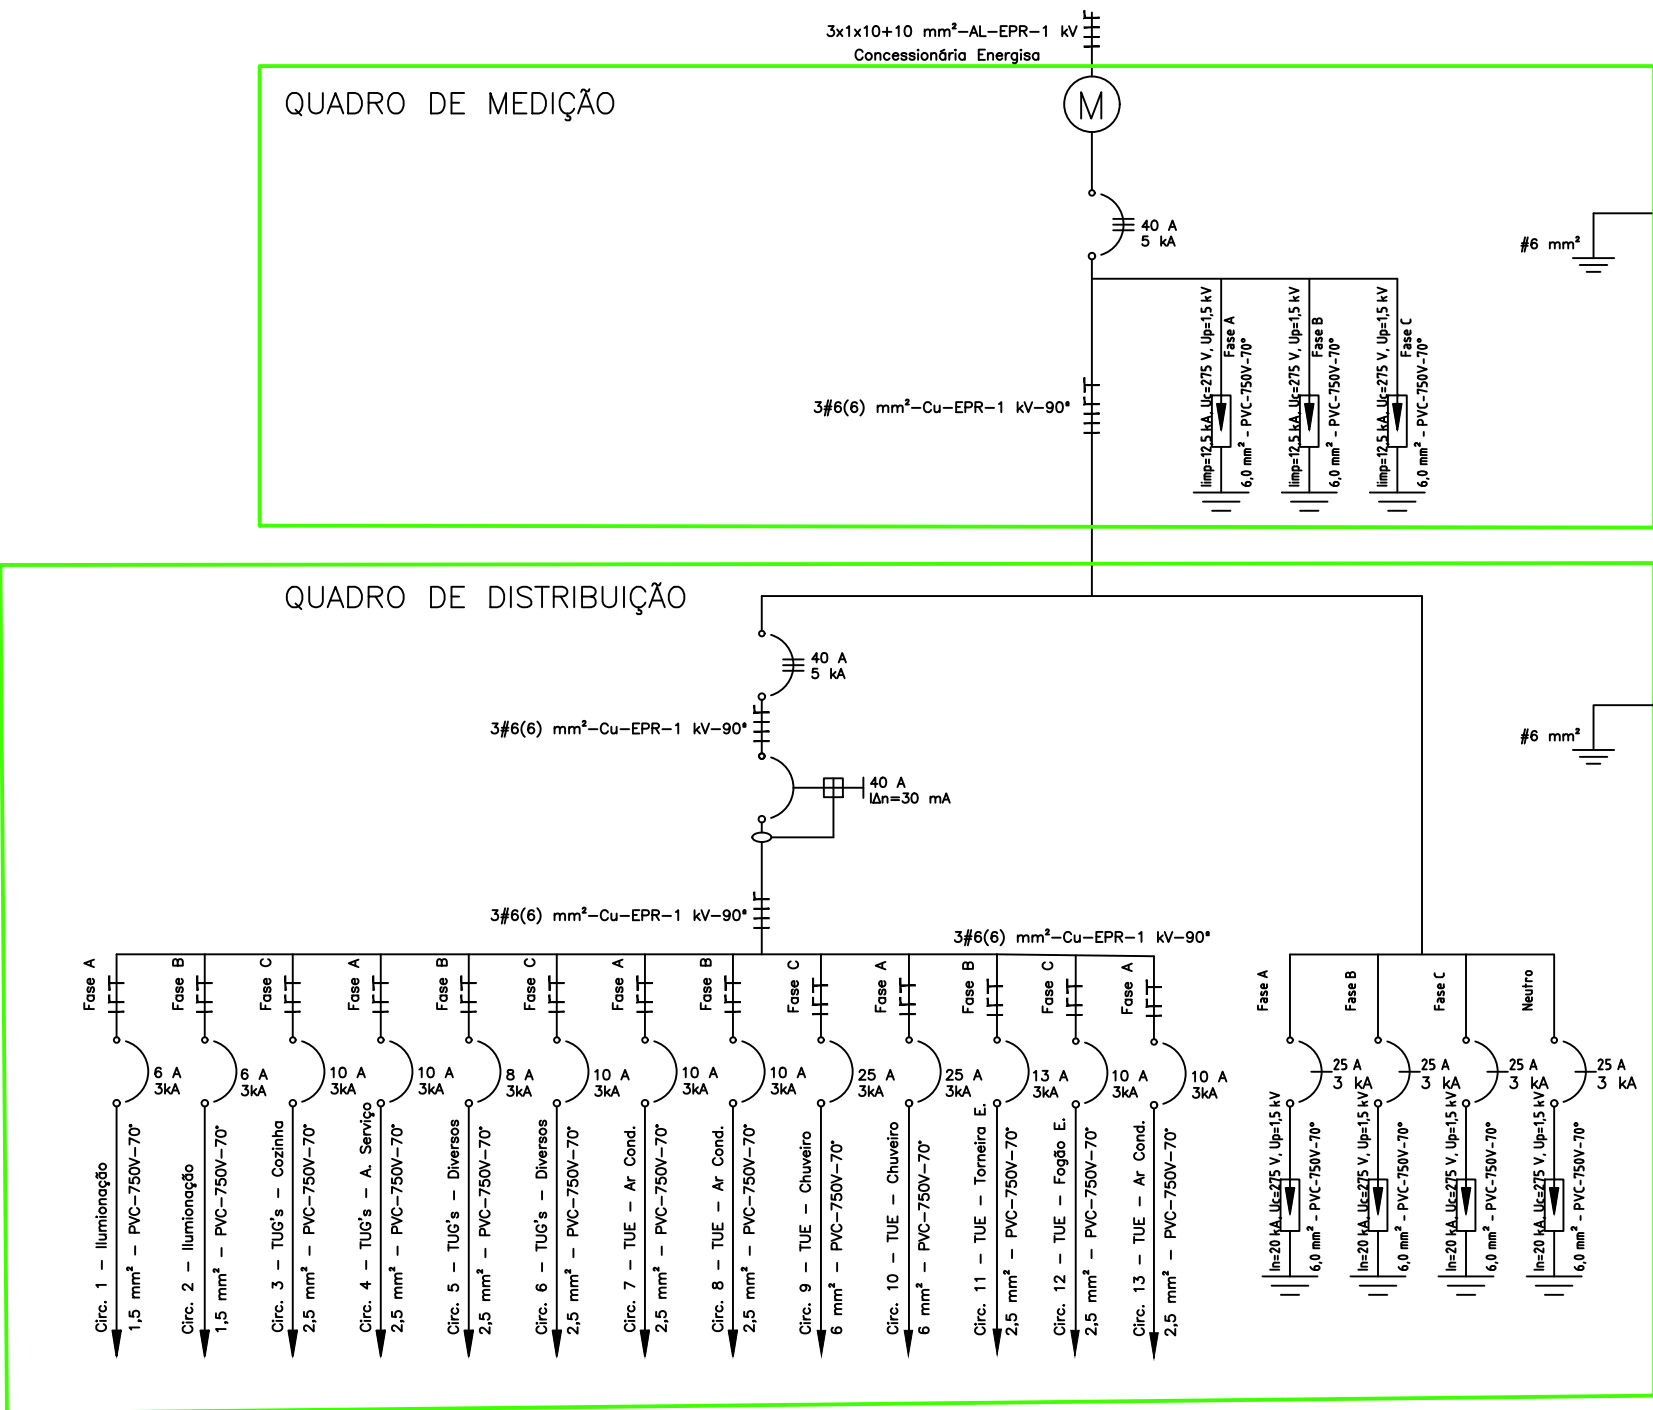 3x1x10+10 mm²-AL-EPR-1 kV
Concessionária Energisa
QUADRO DE MEDIÇÃO
M
40 A
5 kA
#6 mm²
Iimp=12,5 kA, Uc=275 V, Up=1,5 kV
Fase A
6,0 mm² - PVC-750V-70°
Iimp=12,5 kA, Uc=275 V, Up=1,5 kV
Fase B
6,0 mm² - PVC-750V-70°
Iimp=12,5 kA, Uc=275 V, Up=1,5 kV
Fase C
6,0 mm² - PVC-750V-70°
3#6(6) mm²-Cu-EPR-1 kV-90°
QUADRO DE DISTRIBUIÇÃO
40 A
5 kA
3#6(6) mm²-Cu-EPR-1 kV-90°
#6 mm²
40 A
IΔn=30 mA
3#6(6) mm²-Cu-EPR-1 kV-90°
3#6(6) mm²-Cu-EPR-1 kV-90°
Fase A
6 A
3kA
Circ. 1 - Ilumionação
1,5 mm² - PVC-750V-70°
Fase B
6 A
3kA
Circ. 2 - Ilumionação
1,5 mm² - PVC-750V-70°
Fase C
10 A
3kA
Circ. 3 - TUG's - Cozinha
2,5 mm² - PVC-750V-70°
Fase A
10 A
3kA
Circ. 4 - TUG's - A. Serviço
2,5 mm² - PVC-750V-70°
Fase B
8 A
3kA
Circ. 5 - TUG's - Diversos
2,5 mm² - PVC-750V-70°
Fase C
10 A
3kA
Circ. 6 - TUG's - Diversos
2,5 mm² - PVC-750V-70°
Fase A
10 A
3kA
Circ. 7 - TUE - Ar Cond.
2,5 mm² - PVC-750V-70°
Fase B
10 A
3kA
Circ. 8 - TUE - Ar Cond.
2,5 mm² - PVC-750V-70°
Fase C
25 A
3kA
Circ. 9 - TUE - Chuveiro
6 mm² - PVC-750V-70°
Fase A
25 A
3kA
Circ. 10 - TUE - Chuveiro
6 mm² - PVC-750V-70°
Fase B
13 A
3kA
Circ. 11 - TUE - Torneira E.
2,5 mm² - PVC-750V-70°
Fase C
10 A
3kA
Circ. 12 - TUE - Fogão E.
2,5 mm² - PVC-750V-70°
Fase A
10 A
3kA
Circ. 13 - TUE - Ar Cond.
2,5 mm² - PVC-750V-70°
Fase A
25 A
3 kA
In=20 kA, Uc=275 V, Up=1,5 kV
6,0 mm² - PVC-750V-70°
Fase B
25 A
3 kA
In=20 kA, Uc=275 V, Up=1,5 kV
6,0 mm² - PVC-750V-70°
Fase C
25 A
3 kA
In=20 kA, Uc=275 V, Up=1,5 kV
6,0 mm² - PVC-750V-70°
Neutro
25 A
3 kA
In=20 kA, Uc=275 V, Up=1,5 kV
6,0 mm² - PVC-750V-70°